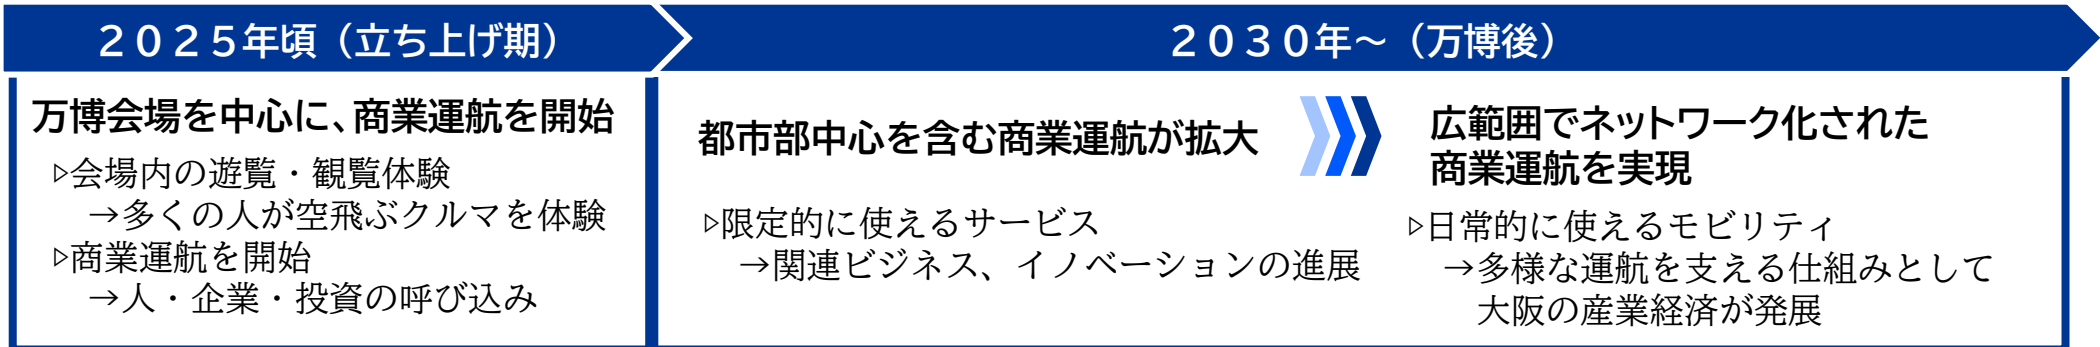 ２０２５年頃（立ち上げ期）
２０３０年～（万博後）
万博会場を中心に、商業運航を開始
▷会場内の遊覧・観覧体験
→多くの人が空飛ぶクルマを体験
▷商業運航を開始
→人・企業・投資の呼び込み
都市部中心を含む商業運航が拡大
▷限定的に使えるサービス
→関連ビジネス、イノベーションの進展
広範囲でネットワーク化された
商業運航を実現
▷日常的に使えるモビリティ
→多様な運航を支える仕組みとして
大阪の産業経済が発展